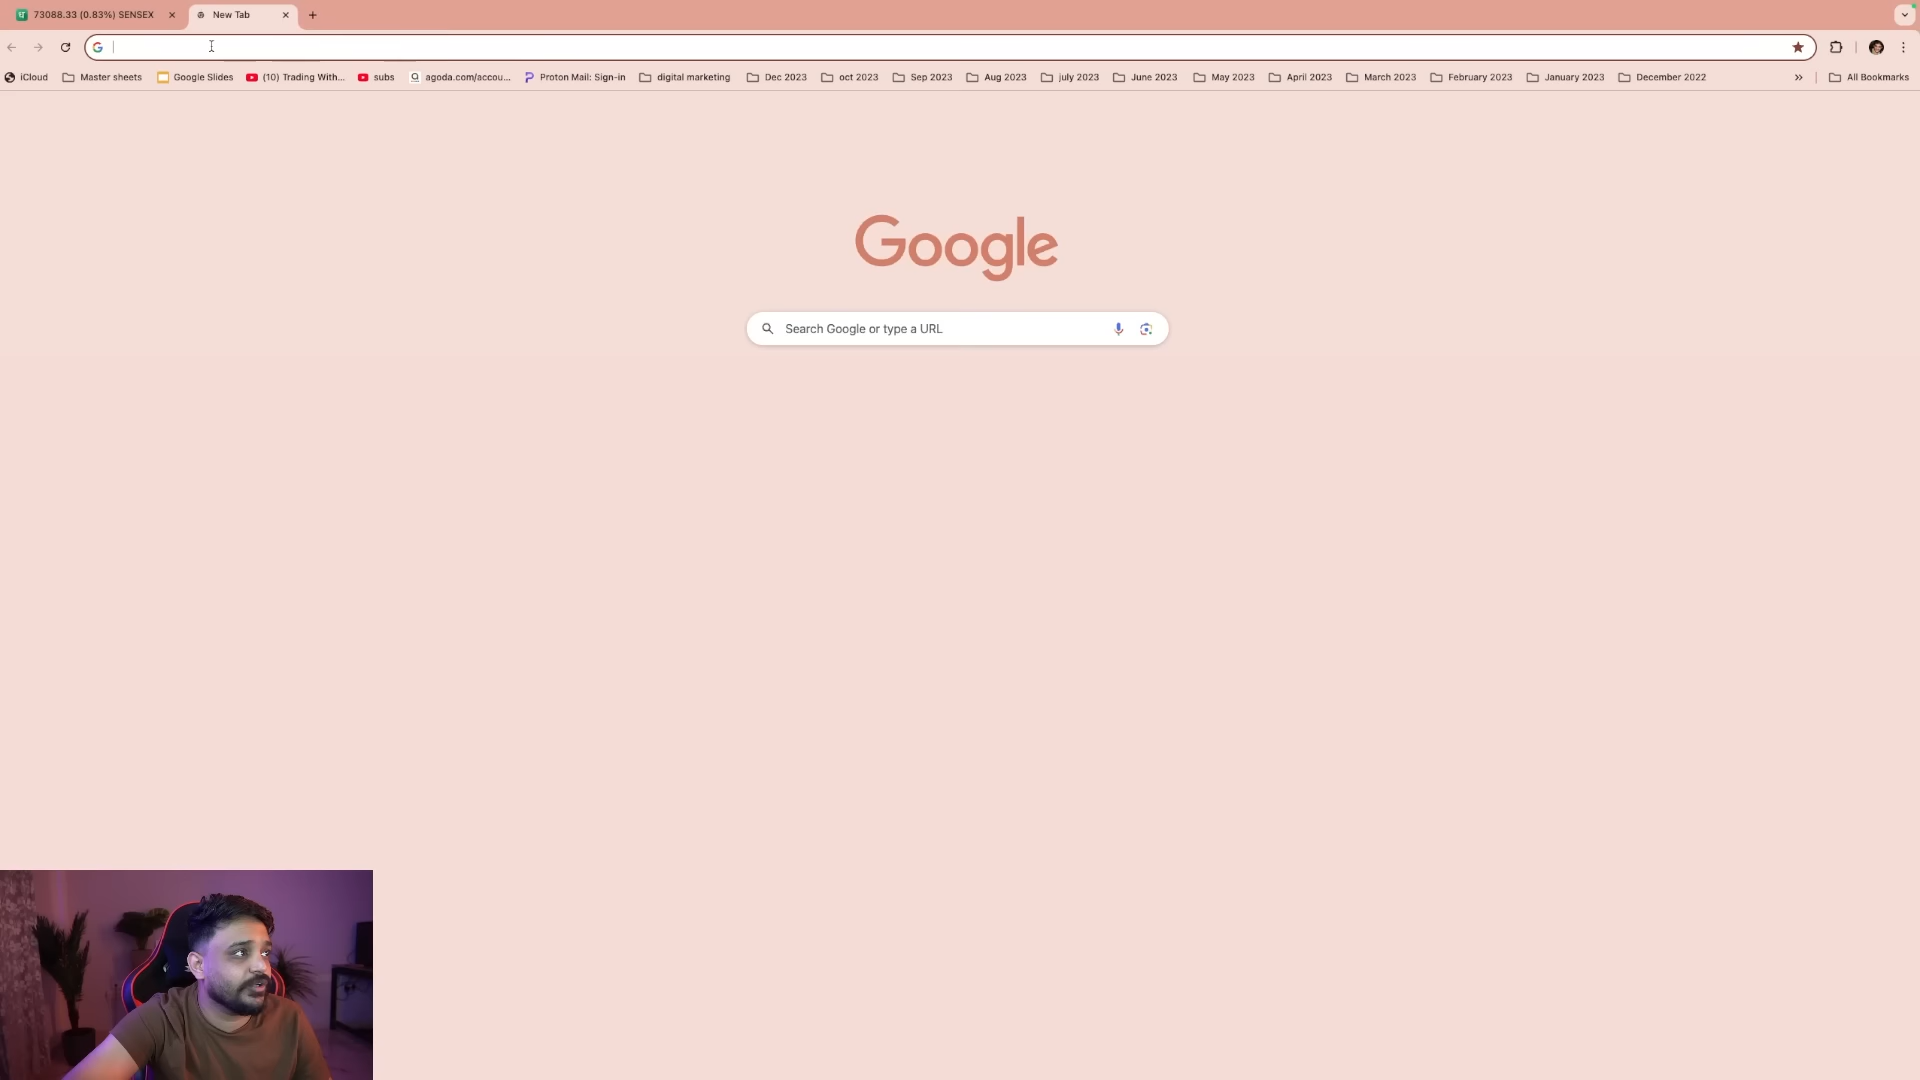 73088.33 (0.83%) SENSEX
New Tab
iCloud
Master sheets
Google Slides
(10) Trading With...
subs
agoda.com/accou...
Proton Mail: Sign-in
digital marketing
Dec 2023
oct 2023
Sep 2023
Aug 2023
july 2023
June 2023
May 2023
April 2023
March 2023
February 2023
January 2023
December 2022
All Bookmarks
Google
Search Google or type a URL